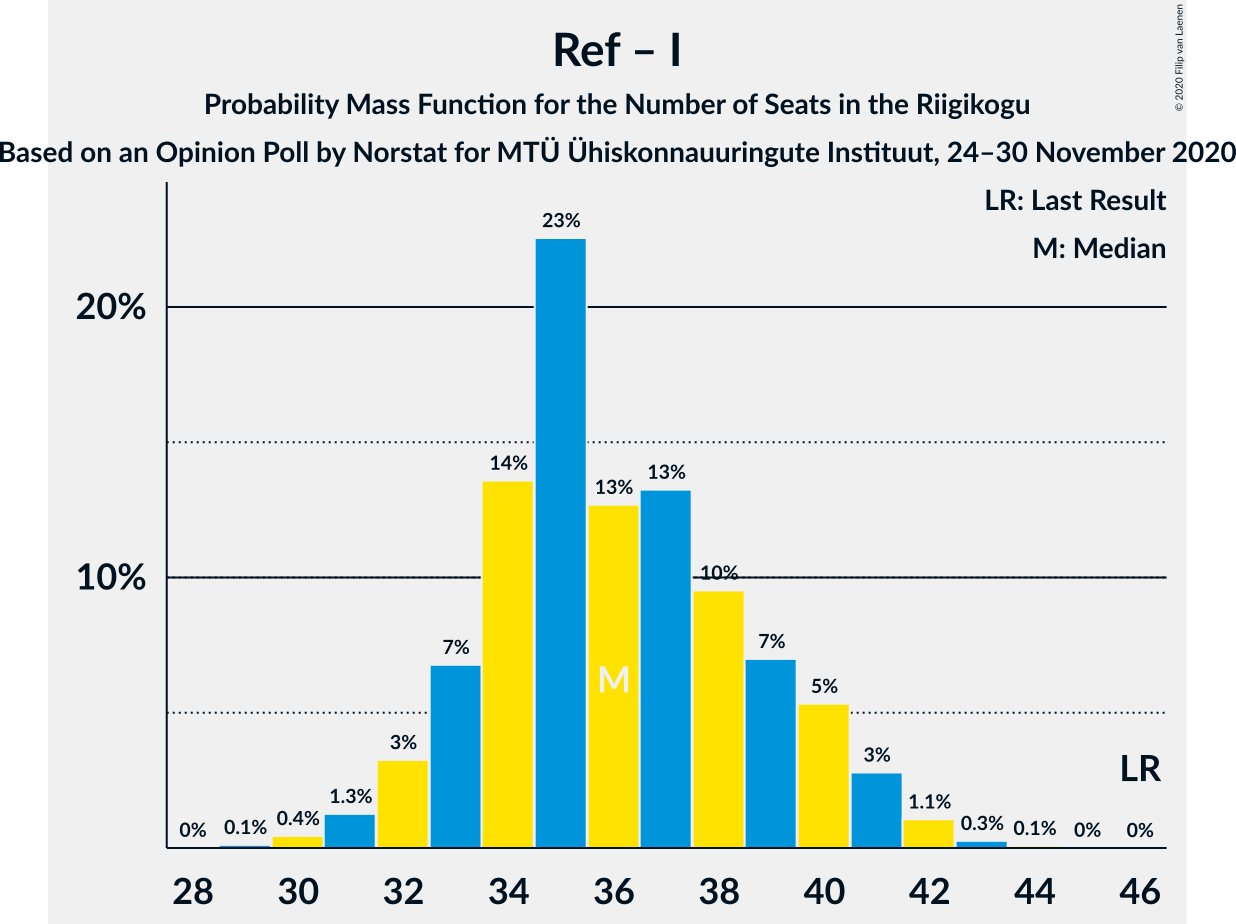 Ref – I
Probability Mass Function for the Number of Seats in the Riigikogu
Based on an Opinion Poll by Norstat for MTÜ Ühiskonnauuringute Instituut, 24–30 November 2020
© 2020 Filip van Laenen
LR: Last Result
M: Median
23%
20%
14%
13%
13%
10%
10%
7%
7%
M
5%
3%
3%
LR
1.3%
1.1%
0.4%
0.3%
0%
0.1%
0.1%
0%
0%
28 30 32 34 36 38 40 42 44 46